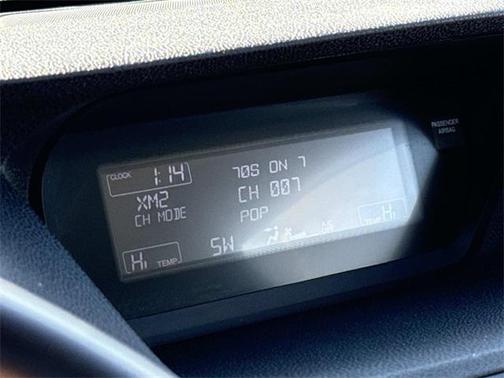 PASSENGER
AIRBAG
CLOCK 1:14
70S ON 7
XM2
CH 007
CH MODE
POP
HI TEMP
SW
TEMP HI